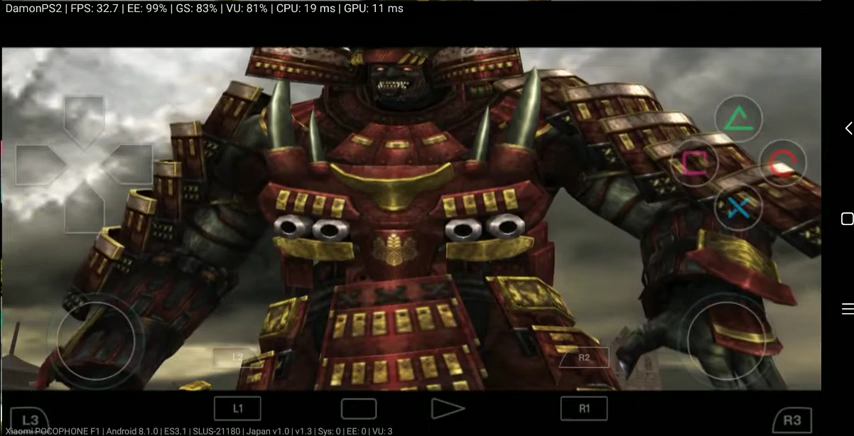 DamonPS2 | FPS: 32.7 | EE: 99% | GS: 83% | VU: 81% | CPU: 19 ms | GPU: 11 ms
L2
R2
L1
R1
L3
R3
Xiaomi POCOPHONE F1 | Android 8.1.0 | ES3.1 | SLUS-21180 | Japan v1.0 | v1.3 | Sys: 0 | EE: 0 | VU: 3